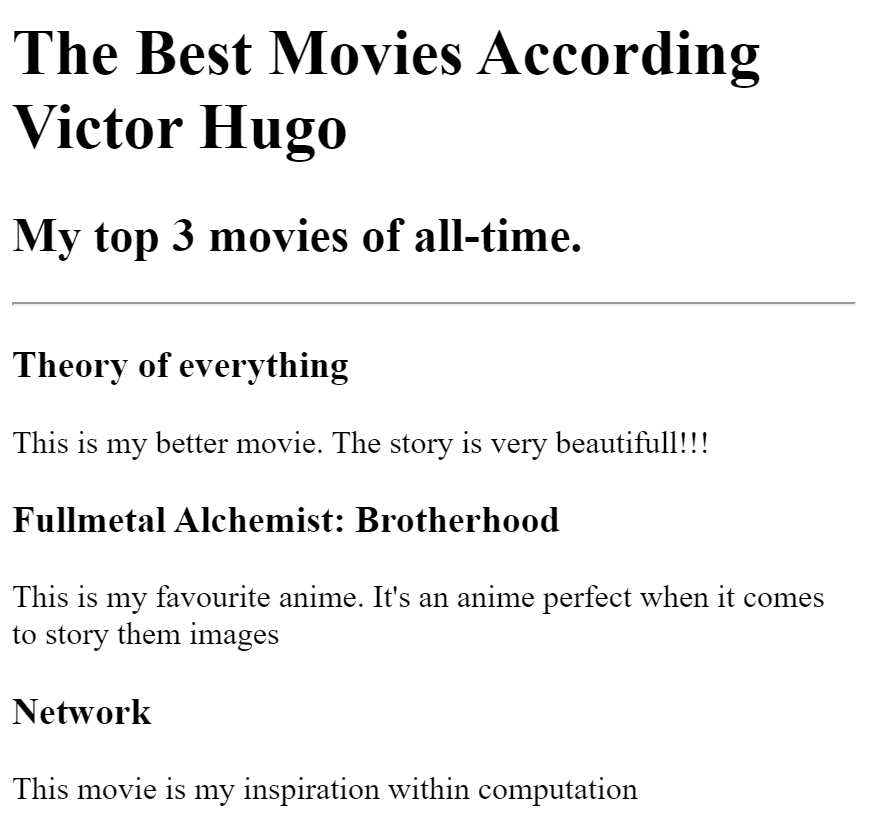 The Best Movies According
Victor Hugo
My top 3 movies of all-time.
Theory of everything
This is my better movie. The story is very beautifull!!!
Fullmetal Alchemist: Brotherhood
This is my favourite anime. It's an anime perfect when it comes
to story them images
Network
This movie is my inspiration within computation